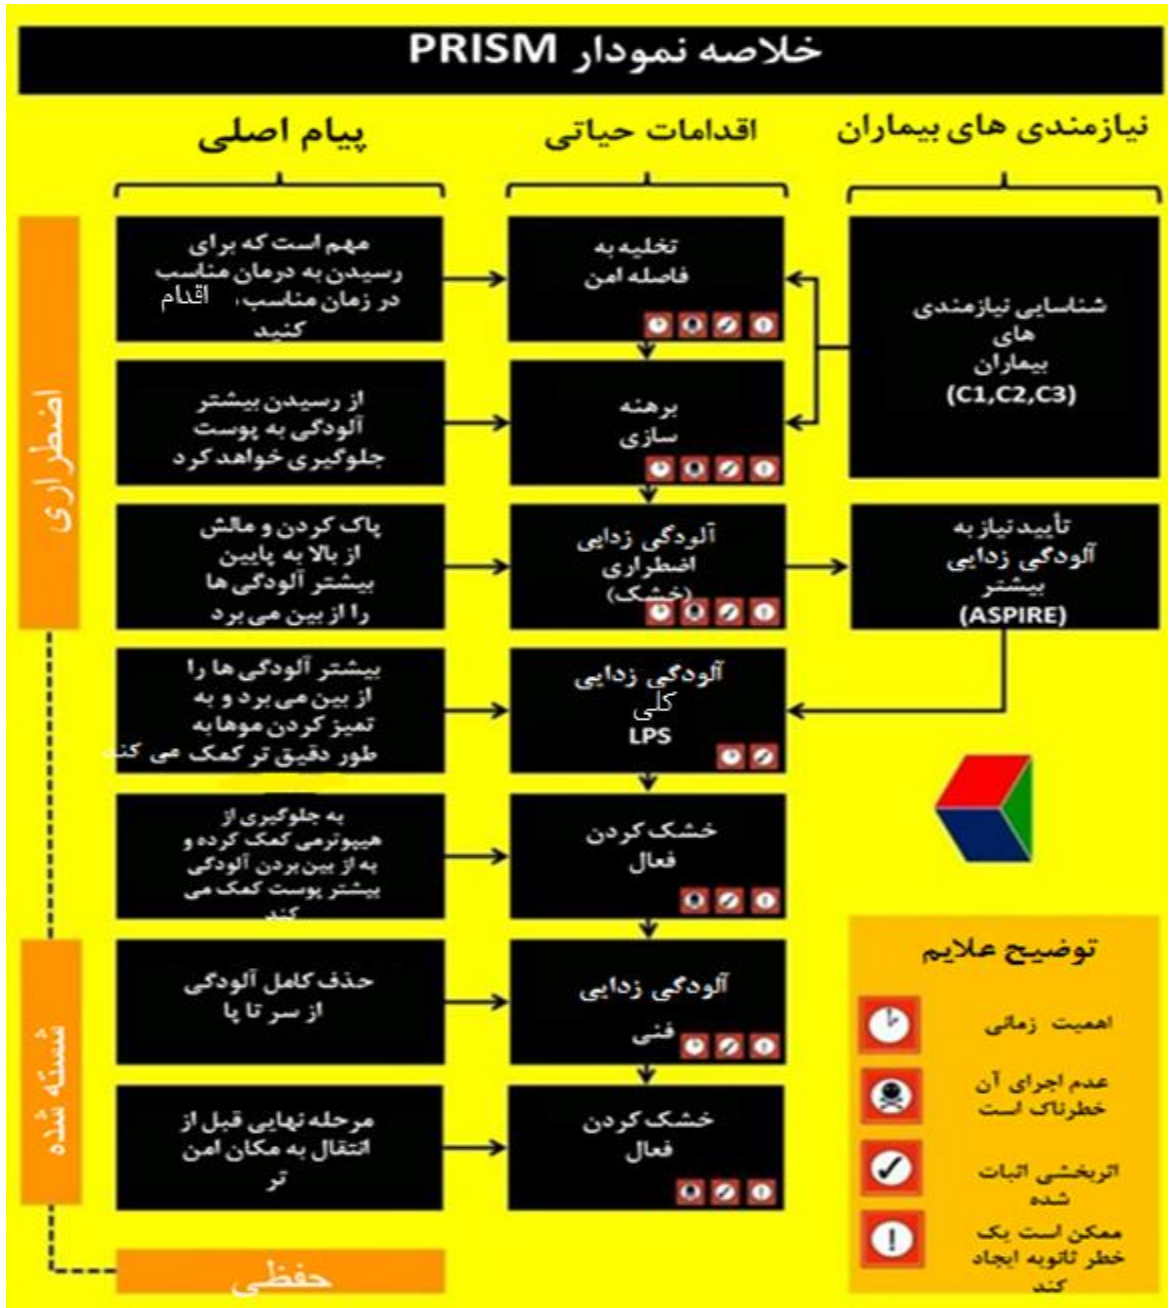 خلاصه نمودار PRISM
نیازمندی های بیماران
اقدامات حیاتی
پیام اصلی
شناسایی نیازمندی
های
بیماران
(C1,C2,C3)
تخلیه به
فاصله امن
مهم است که برای
رسیدن به درمان مناسب
در زمان مناسب، اقدام
کنید
برهنه
سازی
از رسیدن بیشتر
آلودگی به پوست
جلوگیری خواهد کرد
تأیید نیاز به
آلودگی زدایی
بیشتر
(ASPIRE)
آلودگی زدایی
اضطراری
(خشک)
پاک کردن و مالش
از بالا به پایین
بیشتر آلودگی ها
را از بین می برد
اضطراری
آلودگی زدایی
کلی
LPS
بیشتر آلودگی ها را
از بین می برد و به
تمیز کردن موها به
طور دقیق تر کمک می کند
خشک کردن
فعال
به جلوگیری از
هیپوترمی کمک کرده و
به از بین بردن آلودگی
بیشتر پوست کمک می
کند
آلودگی زدایی
فنی
حذف کامل آلودگی
از سر تا پا
خشک کردن
فعال
مرحله نهایی قبل از
انتقال به مکان امن
تر
شسته شده
حفظی
توضیح علایم
اهمیت زمانی
عدم اجرای آن
خطرناک است
اثربخشی اثبات
شده
ممکن است یک
خطر ثانویه ایجاد
کند